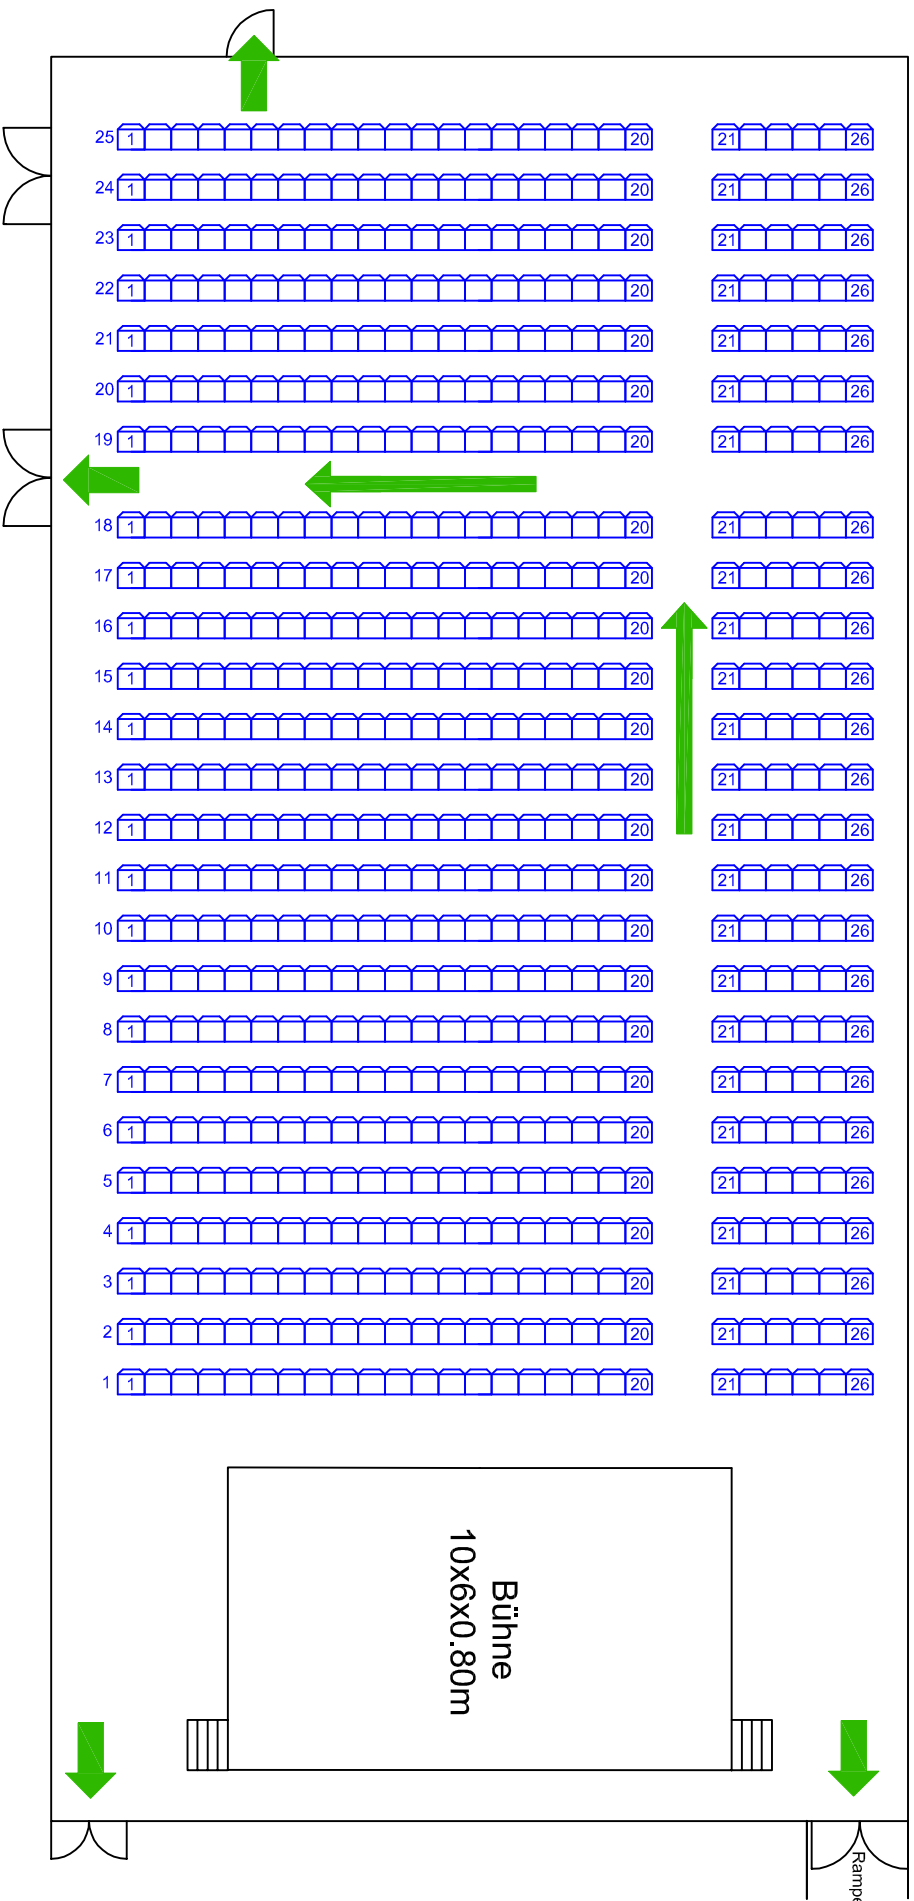 25 1 20 21 26
24 1 20 21 26
23 1 20 21 26
22 1 20 21 26
21 1 20 21 26
20 1 20 21 26
19 1 20 21 26
18 1 20 21 26
17 1 20 21 26
16 1 20 21 26
15 1 20 21 26
14 1 20 21 26
13 1 20 21 26
12 1 20 21 26
11 1 20 21 26
10 1 20 21 26
9 1 20 21 26
8 1 20 21 26
7 1 20 21 26
6 1 20 21 26
5 1 20 21 26
4 1 20 21 26
3 1 20 21 26
2 1 20 21 26
1 1 20 21 26
Bühne
10x6x0.80m
Rampe